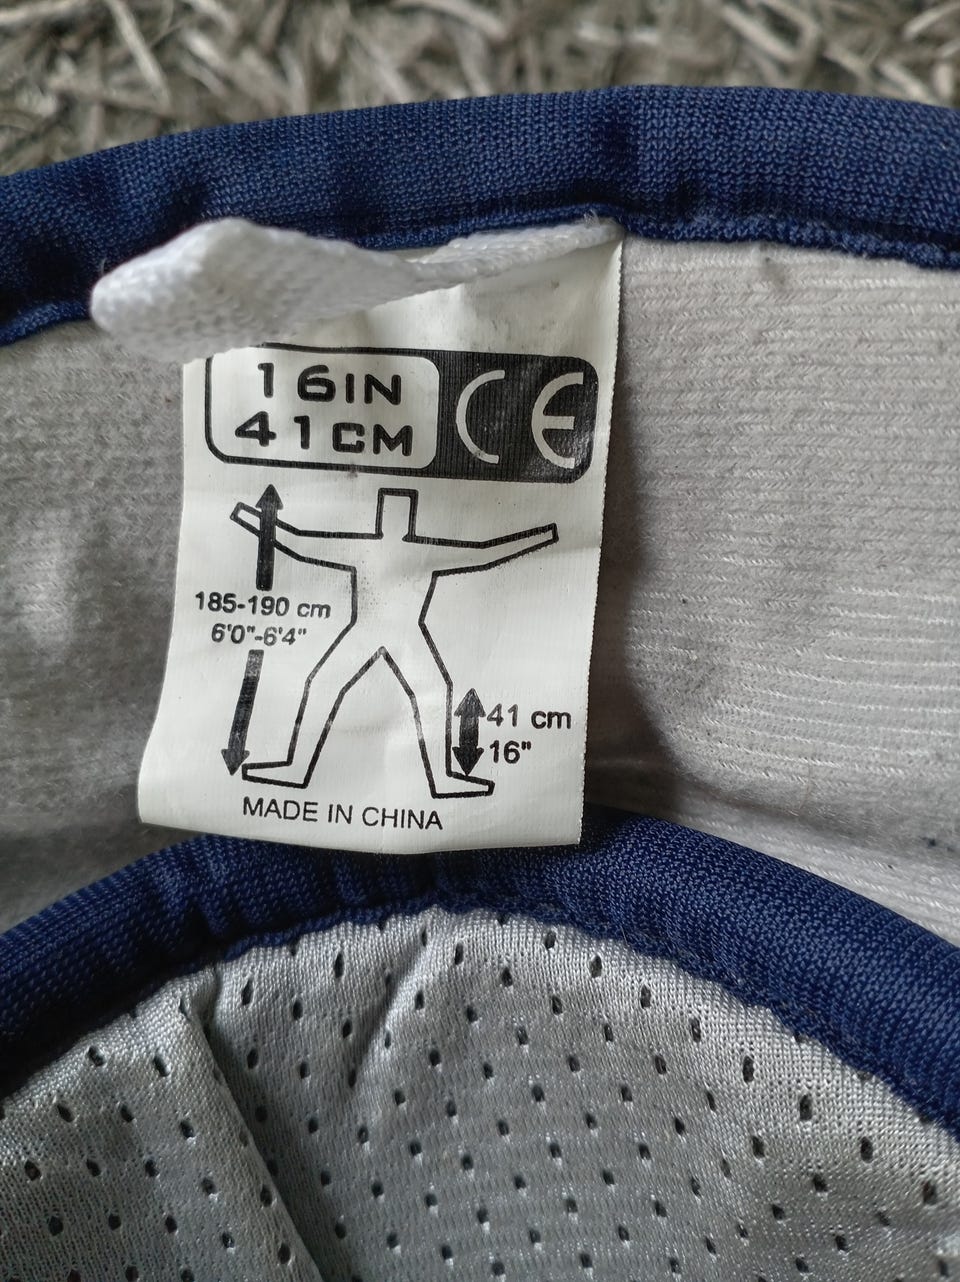 16IN
41CM
CE
185-190 cm
6'0"-6'4"
41 cm
16"
MADE IN CHINA